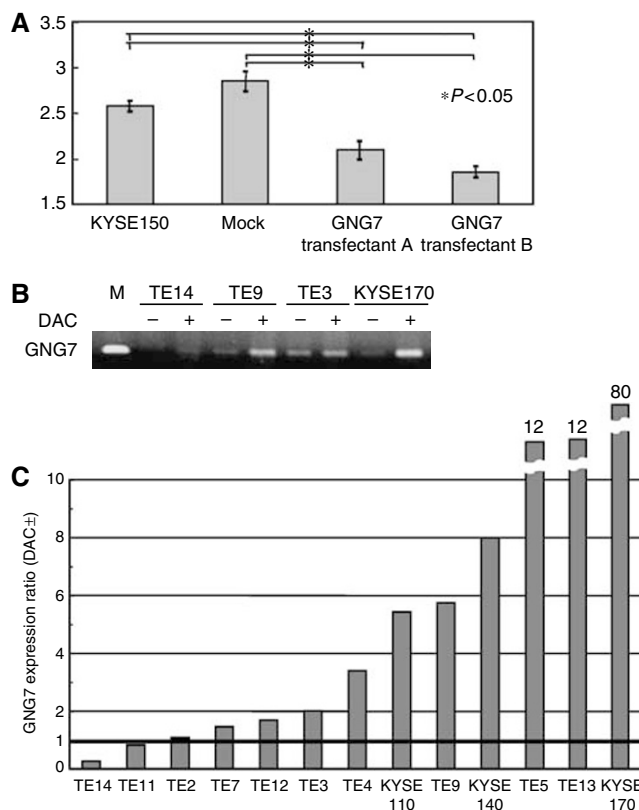 A
3.5
3
2.5
2
1.5
*
*
*
*
*P<0.05
KYSE150 Mock GNG7 GNG7
transfectant A transfectant B
B
M TE14 TE9 TE3 KYSE170
DAC − + − + − + − +
GNG7
C
GNG7 expression ratio (DAC±)
12 12 80
10
8
6
4
2
1
0
TE14 TE11 TE2 TE7 TE12 TE3 TE4 KYSE TE9 KYSE TE5 TE13 KYSE
110 140 170